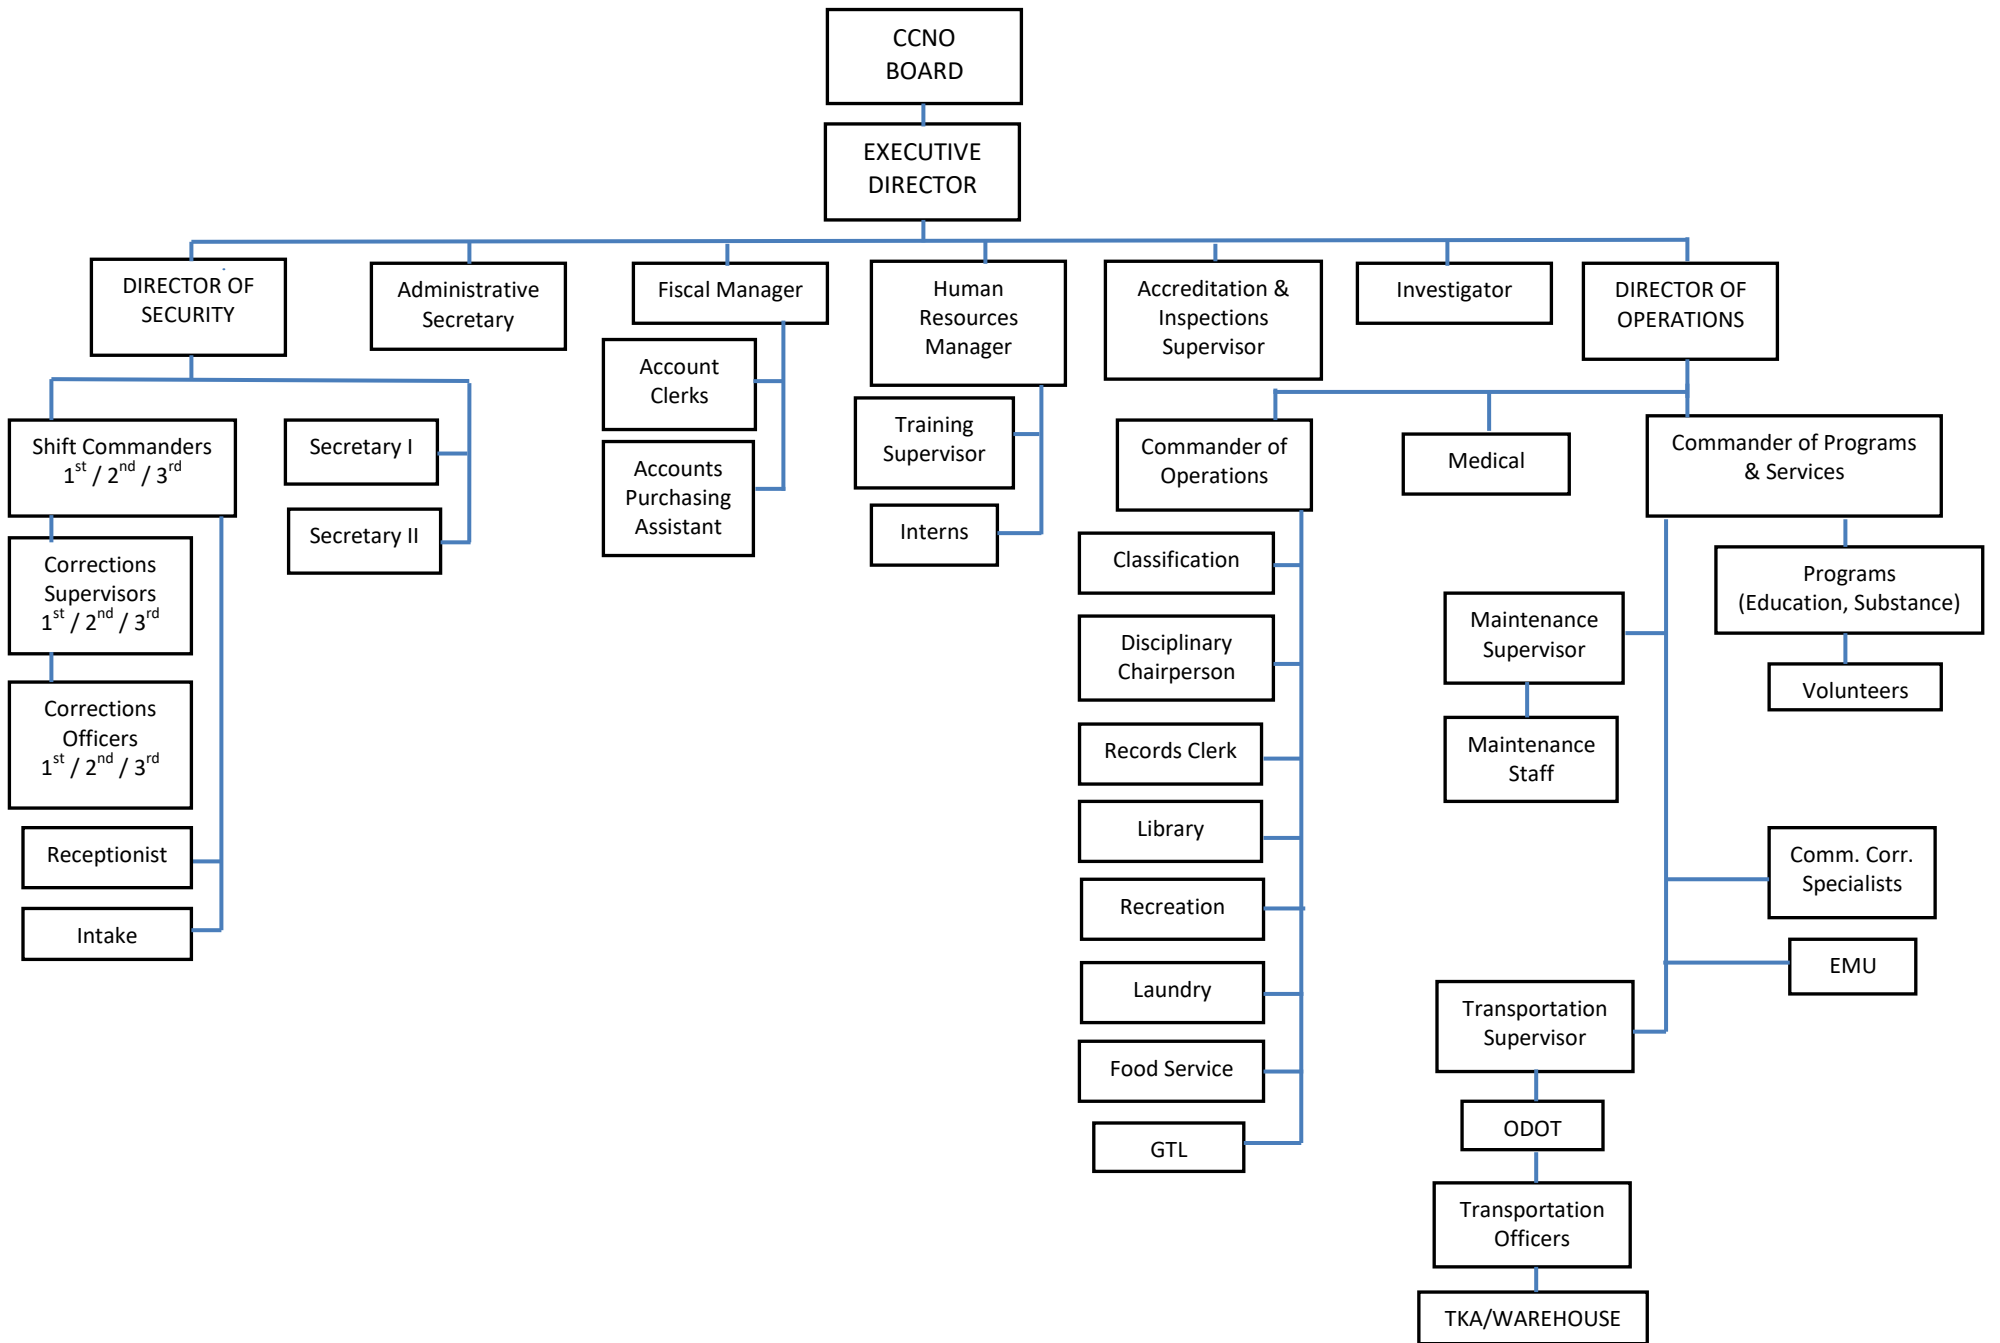 CCNO
BOARD
EXECUTIVE
DIRECTOR
DIRECTOR OF
SECURITY
Administrative
Secretary
Fiscal Manager
Human
Resources
Manager
Accreditation &
Inspections
Supervisor
Investigator
DIRECTOR OF
OPERATIONS
Shift Commanders
1st / 2nd / 3rd
Secretary I
Secretary II
Corrections
Supervisors
1st / 2nd / 3rd
Corrections
Officers
1st / 2nd / 3rd
Receptionist
Intake
Account
Clerks
Accounts
Purchasing
Assistant
Training
Supervisor
Interns
Commander of
Operations
Medical
Commander of Programs
& Services
Classification
Disciplinary
Chairperson
Records Clerk
Library
Recreation
Laundry
Food Service
GTL
Programs
(Education, Substance)
Volunteers
Maintenance
Supervisor
Maintenance
Staff
Comm. Corr.
Specialists
EMU
Transportation
Supervisor
ODOT
Transportation
Officers
TKA/WAREHOUSE